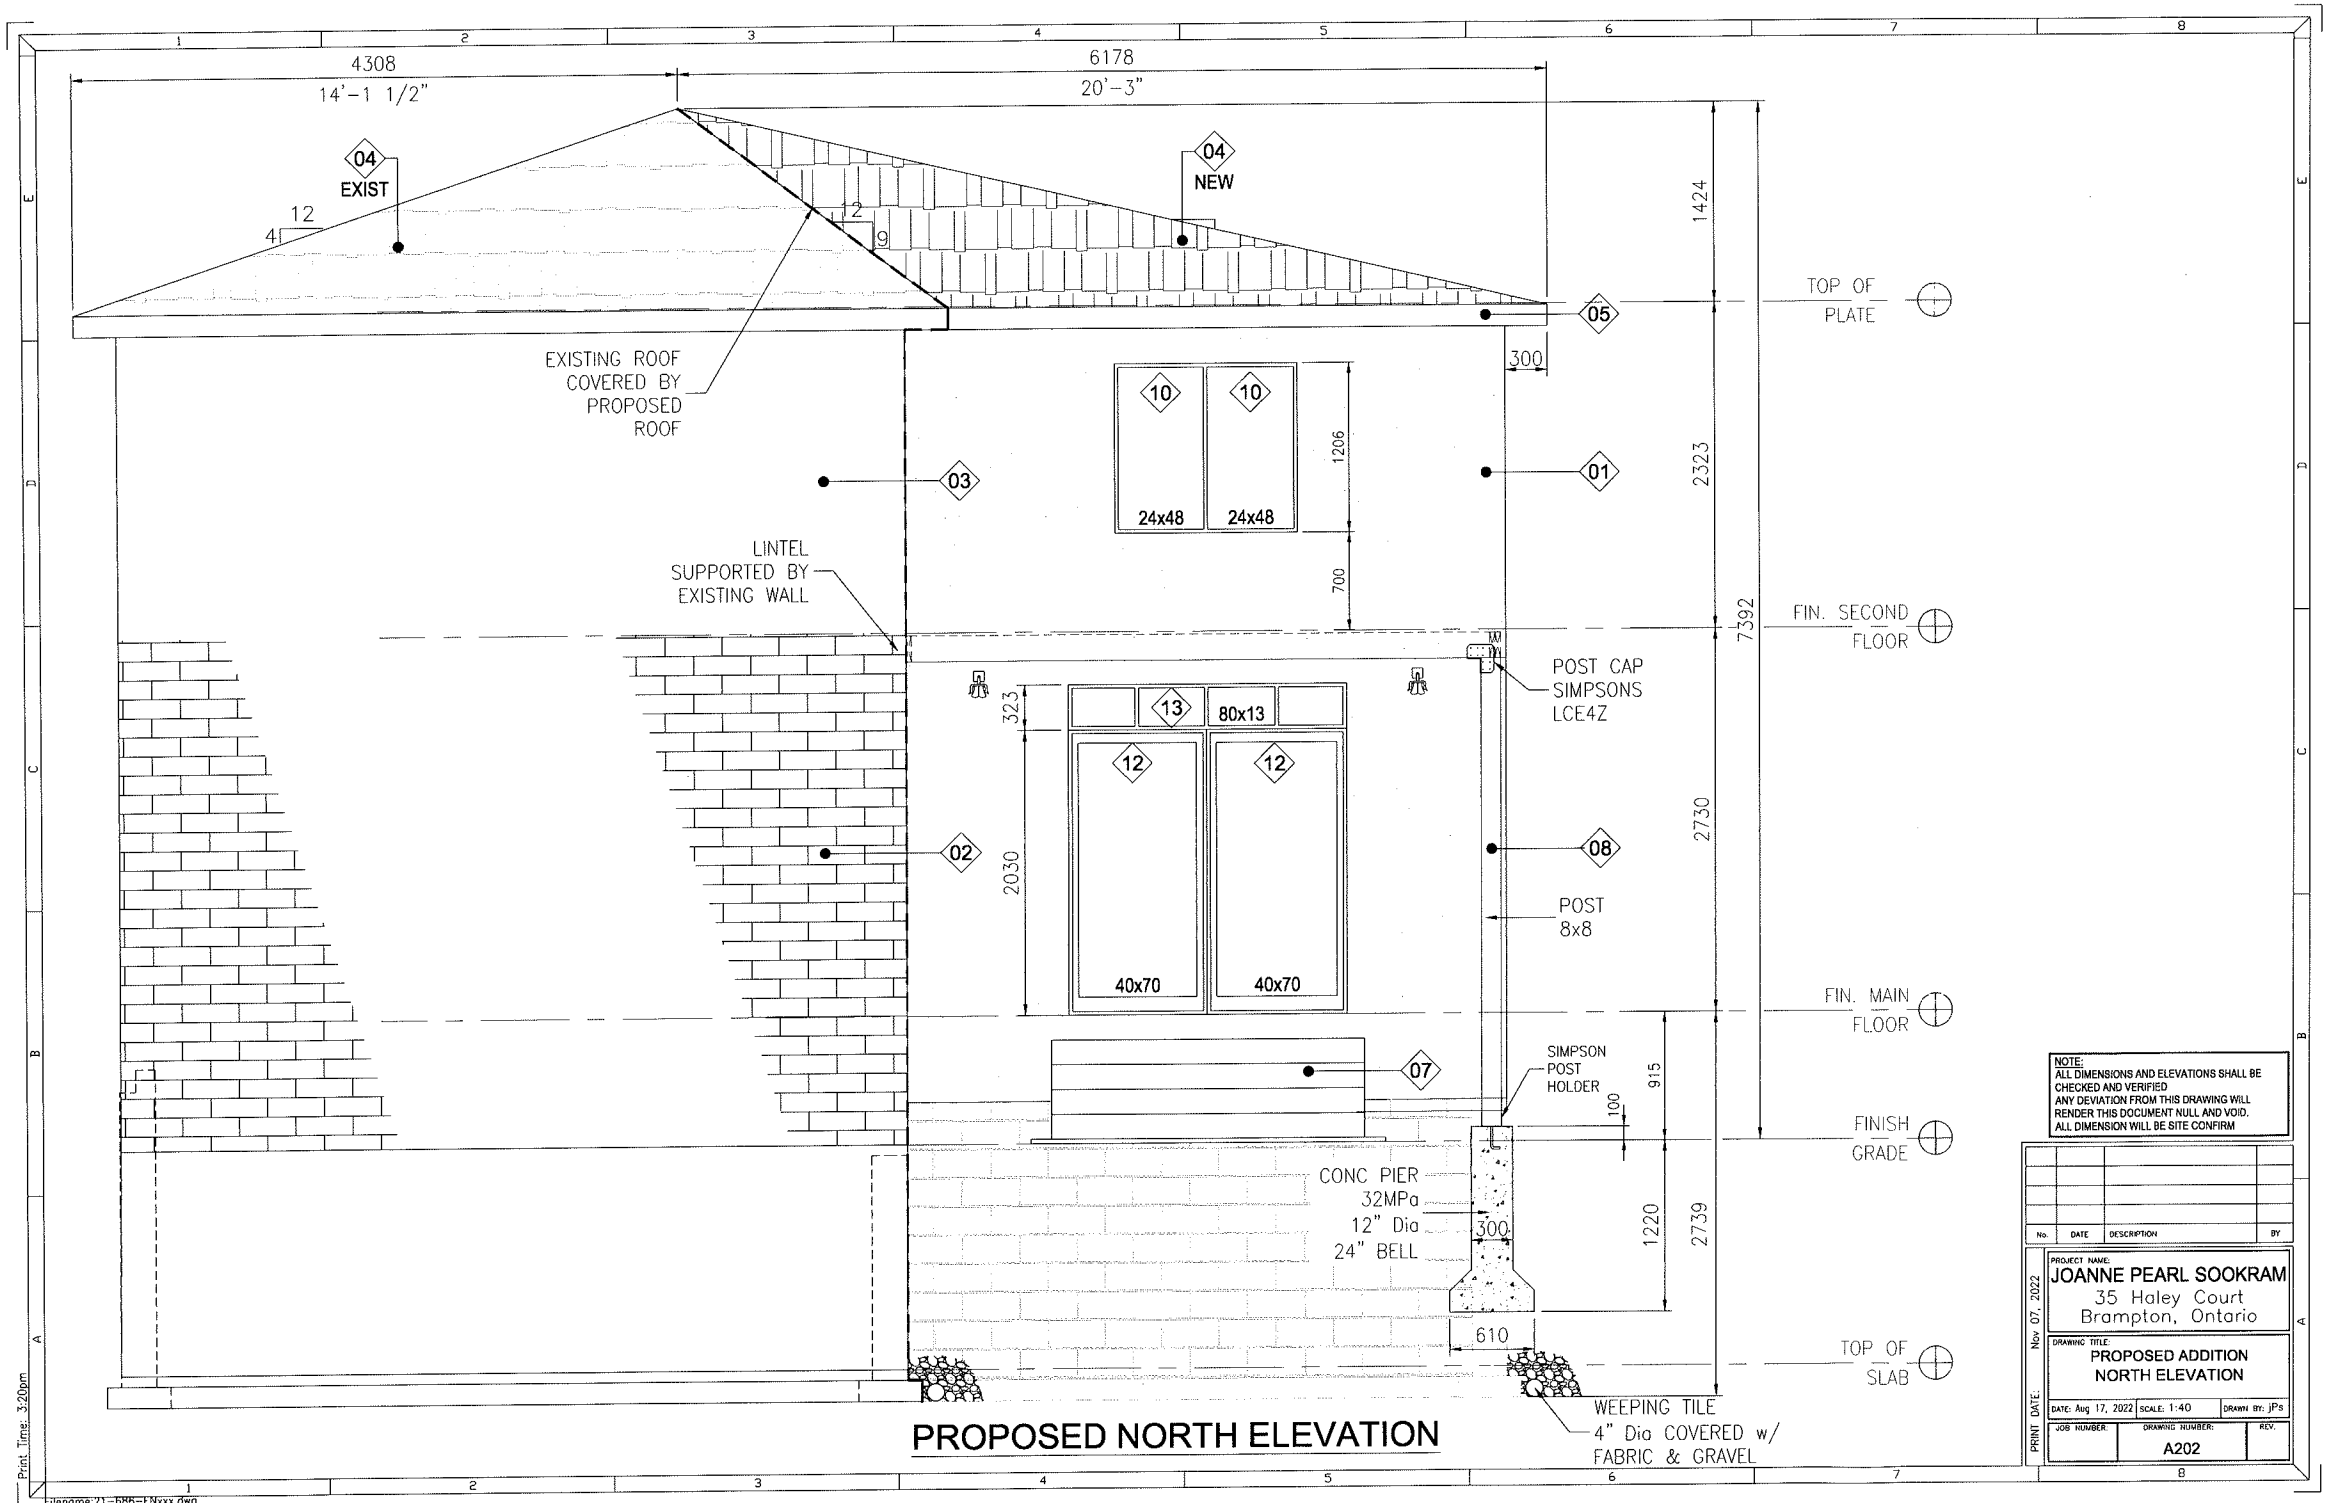 1 2 3 4 5 6 7 8
4308
14'-1 1/2"
6178
20'-3"
04
EXIST
04
NEW
12
4
12
9
1424
TOP OF
PLATE
05
300
EXISTING ROOF
COVERED BY
PROPOSED
ROOF
10 10
24x48 24x48
1206
700
03
01
2323
7392
LINTEL
SUPPORTED BY
EXISTING WALL
FIN. SECOND
FLOOR
POST CAP
SIMPSONS
LCE4Z
323
13
80x13
12 12
40x70 40x70
2030
02
08
2730
POST
8x8
FIN. MAIN
FLOOR
07
SIMPSON
POST
HOLDER
915
100
FINISH
GRADE
CONC PIER
32MPa
12" Dia
24" BELL
300
1220
2739
610
TOP OF
SLAB
WEEPING TILE
4" Dia COVERED w/
FABRIC & GRAVEL
PROPOSED NORTH ELEVATION
NOTE:
ALL DIMENSIONS AND ELEVATIONS SHALL BE
CHECKED AND VERIFIED
ANY DEVIATION FROM THIS DRAWING WILL
RENDER THIS DOCUMENT NULL AND VOID.
ALL DIMENSION WILL BE SITE CONFIRM
No. DATE DESCRIPTION BY
PROJECT NAME:
JOANNE PEARL SOOKRAM
35 Haley Court
Brampton, Ontario
DRAWING TITLE:
PROPOSED ADDITION
NORTH ELEVATION
DATE: Aug 17, 2022 SCALE: 1:40 DRAWN BY: jPs
JOB NUMBER: DRAWING NUMBER: REV.
A202
PRINT DATE: Nov 07, 2022
E
D
C
B
A
E
D
C
B
A
Print Time: 3:20pm
1 2 3 4 5 6 7 8